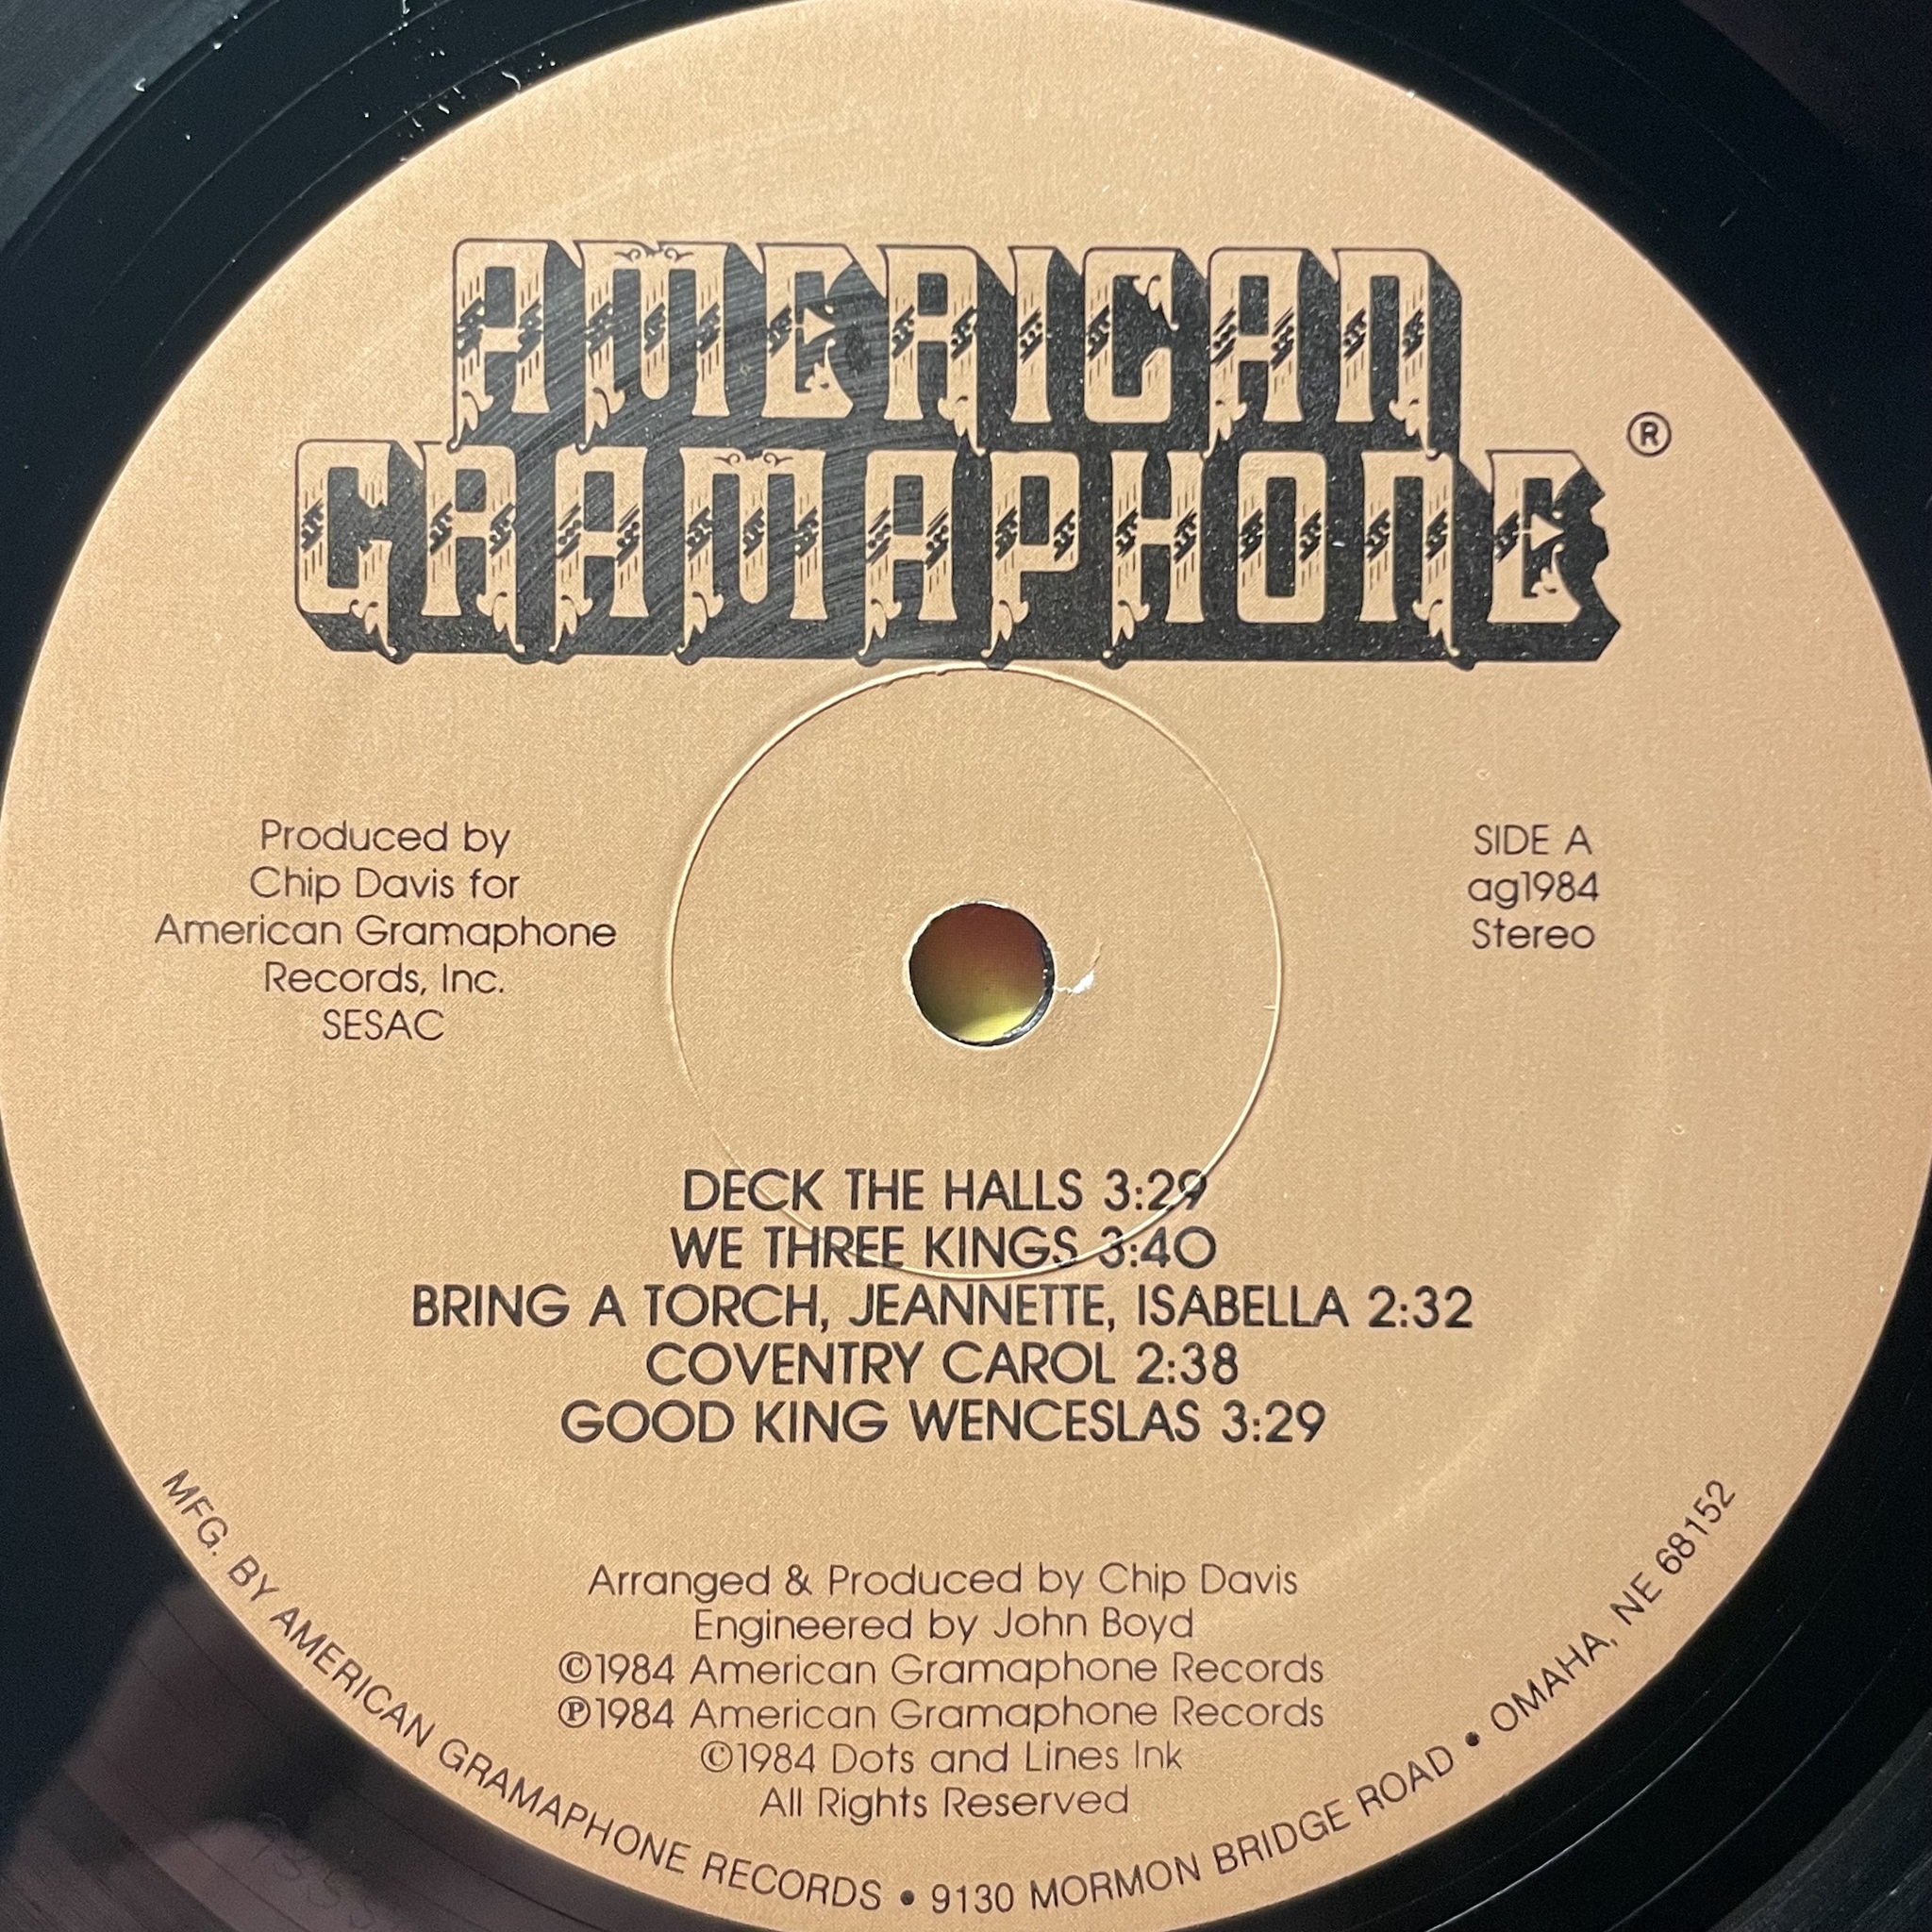 AMERICAN
GRAMAPHONE ®
Produced by
Chip Davis for
American Gramaphone
Records, Inc.
SESAC
SIDE A
ag1984
Stereo
DECK THE HALLS 3:29
WE THREE KINGS 3:40
BRING A TORCH, JEANNETTE, ISABELLA 2:32
COVENTRY CAROL 2:38
GOOD KING WENCESLAS 3:29
Arranged & Produced by Chip Davis
Engineered by John Boyd
©1984 American Gramaphone Records
℗1984 American Gramaphone Records
©1984 Dots and Lines Ink
All Rights Reserved
MFG. BY AMERICAN GRAMAPHONE RECORDS • 9130 MORMON BRIDGE ROAD • OMAHA, NE 68152